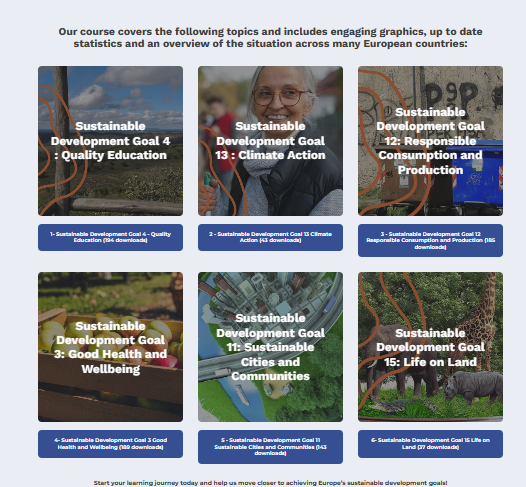 Our course covers the following topics and includes engaging graphics, up to date
statistics and an overview of the situation across many European countries:
Sustainable
Development Goal 4
: Quality Education
Sustainable
Development Goal
13 : Climate Action
Sustainable
Development Goal
12: Responsible
Consumption and
Production
1- Sustainable Development Goal 4 - Quality
Education (194 downloads)
2 - Sustainable Development Goal 13 Climate
Action (43 downloads)
3 - Sustainable Development Goal 12
Responsible Consumption and Production (185
downloads)
Sustainable
Development Goal
3: Good Health and
Wellbeing
Sustainable
Development Goal
11: Sustainable
Cities and
Communities
Sustainable
Development Goal
15: Life on Land
4- Sustainable Development Goal 3 Good
Health and Wellbeing (189 downloads)
5 - Sustainable Development Goal 11
Sustainable Cities and Communities (143
downloads)
6- Sustainable Development Goal 15 Life on
Land (37 downloads)
Start your learning journey today and help us move closer to achieving Europe's sustainable development goals!